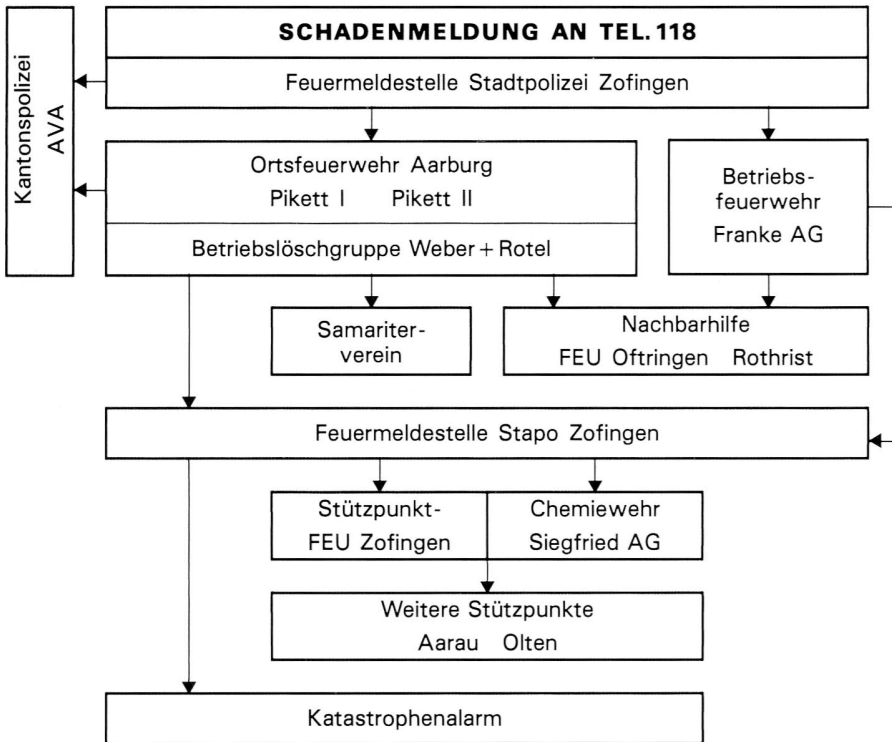 SCHADENMELDUNG AN TEL. 118
Kantonspolizei
AVA
Feuermeldestelle Stadtpolizei Zofingen
Ortsfeuerwehr Aarburg
Pikett I Pikett II
Betriebslöschgruppe Weber + Rotel
Betriebs-
feuerwehr
Franke AG
Samariter-
verein
Nachbarhilfe
FEU Oftringen Rothrist
Feuermeldestelle Stapo Zofingen
Stützpunkt-
FEU Zofingen
Chemiewehr
Siegfried AG
Weitere Stützpunkte
Aarau Olten
Katastrophenalarm